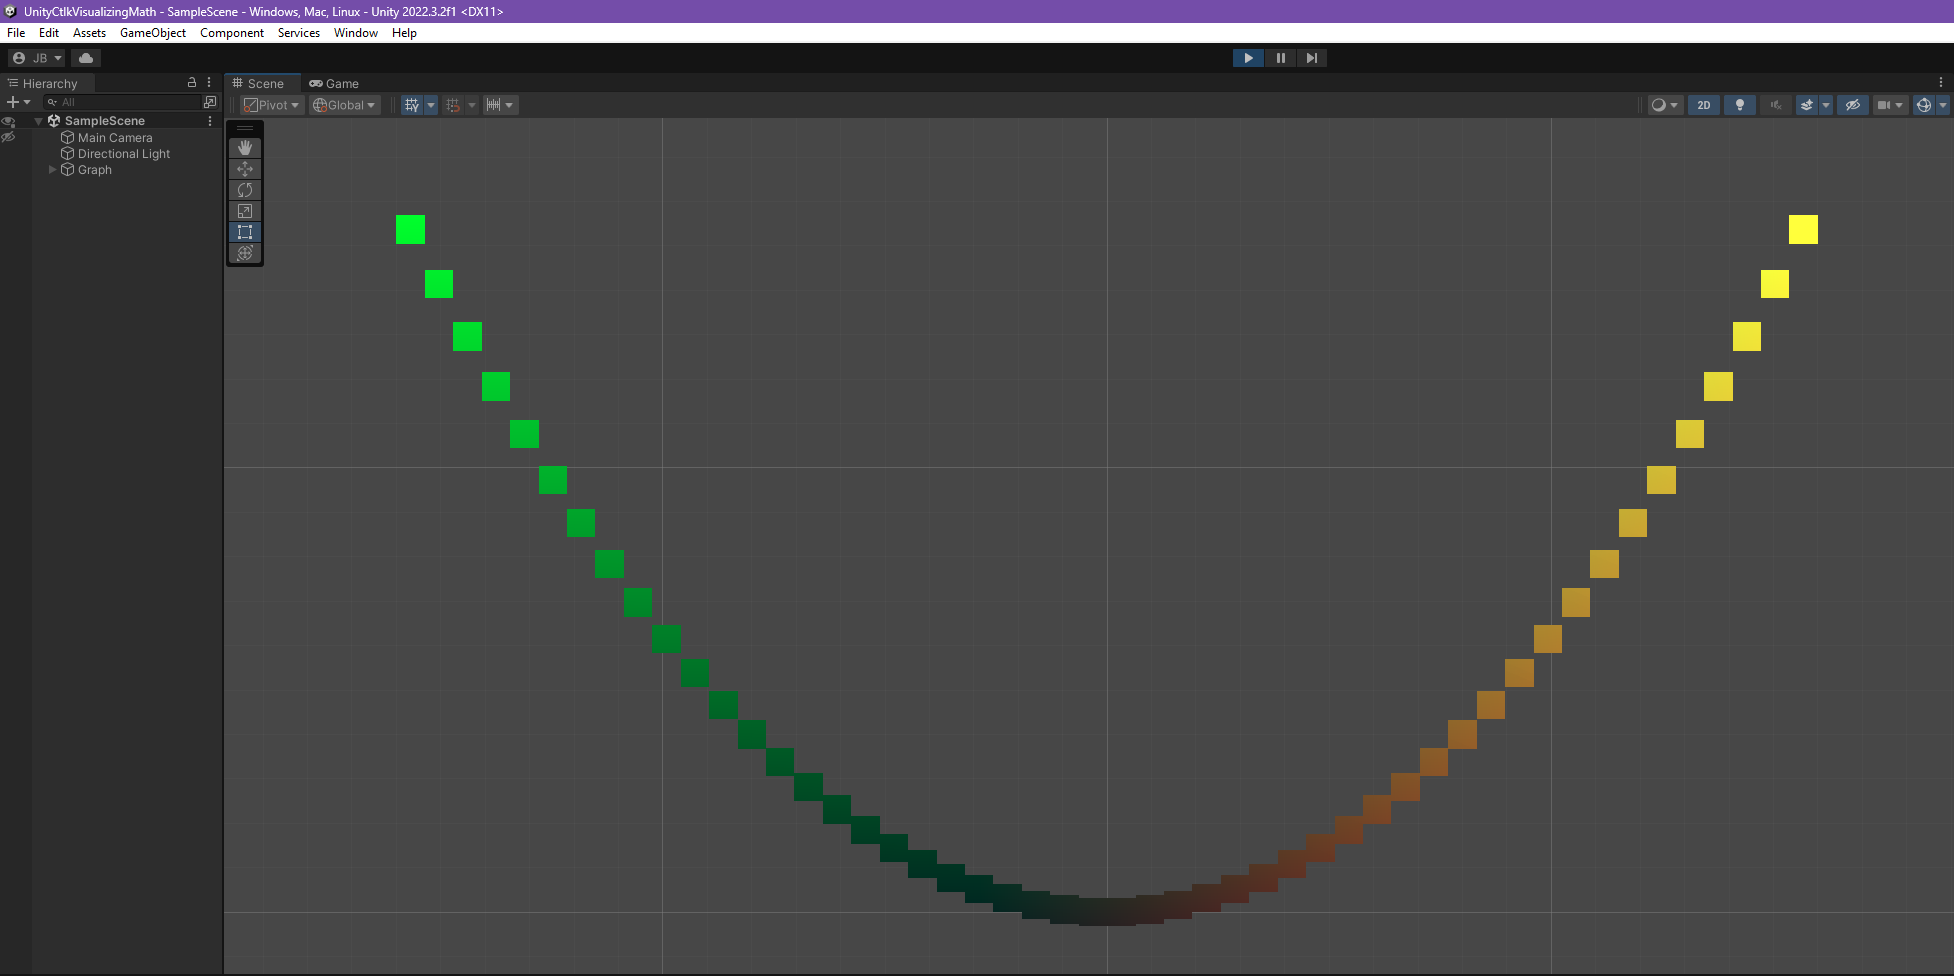 UnityCtlkVisualizingMath - SampleScene - Windows, Mac, Linux - Unity 2022.3.2f1 <DX11>
File Edit Assets GameObject Component Services Window Help
JB
Hierarchy
Scene Game
All
Pivot Global 2D
SampleScene
Main Camera
Directional Light
Graph